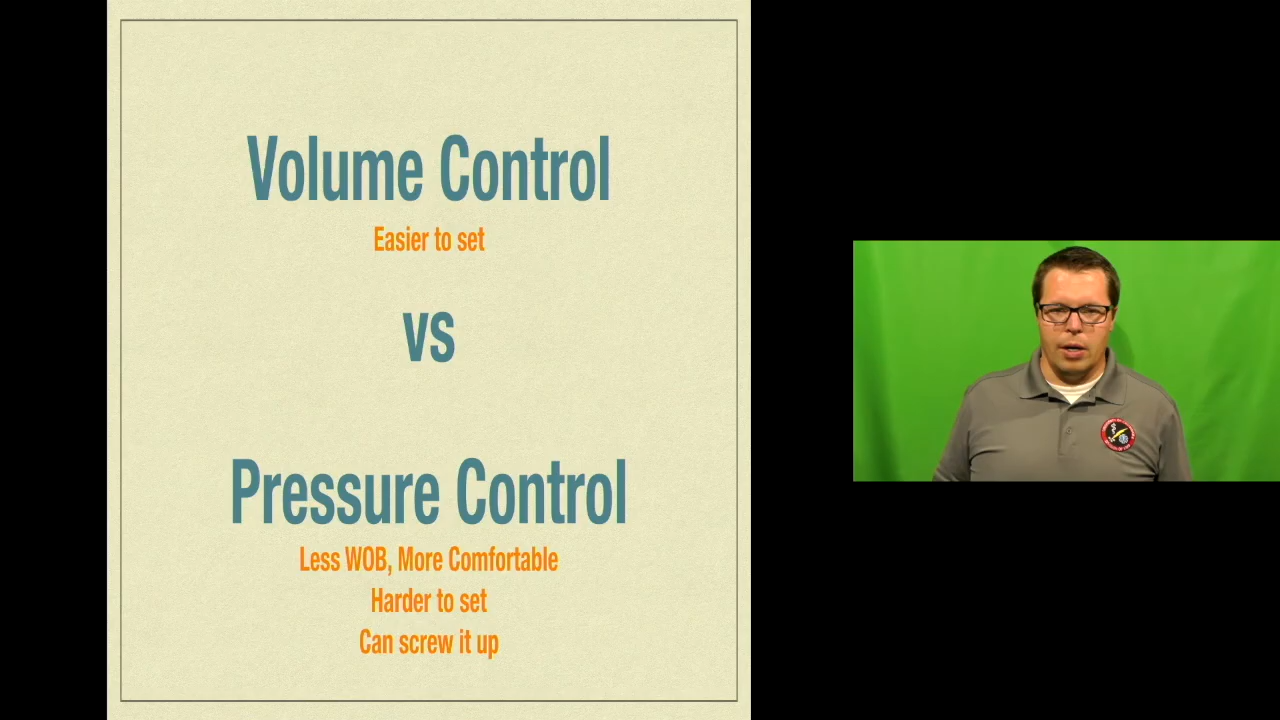 Volume Control
Easier to set
vs
Pressure Control
Less WOB, More Comfortable
Harder to set
Can screw it up